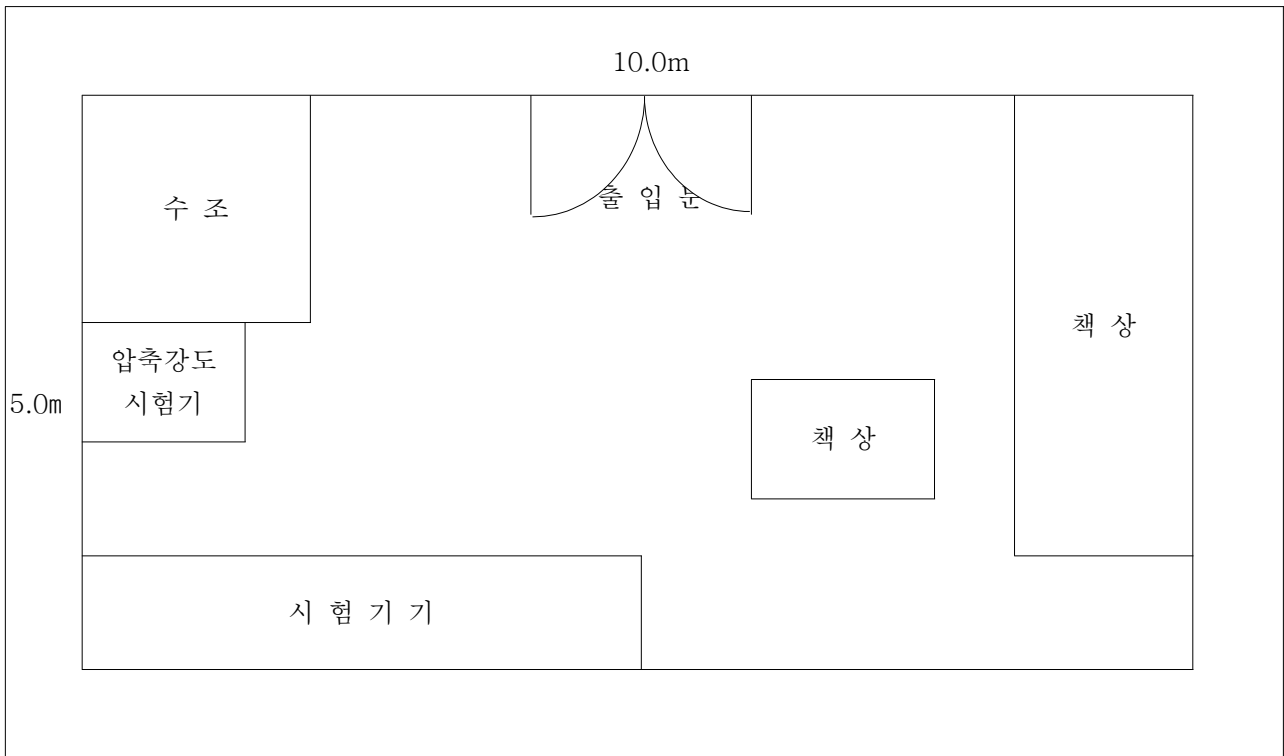 10.0m
수 조
출 입 문
책 상
압축강도
시험기
5.0m
책 상
시 험 기 기